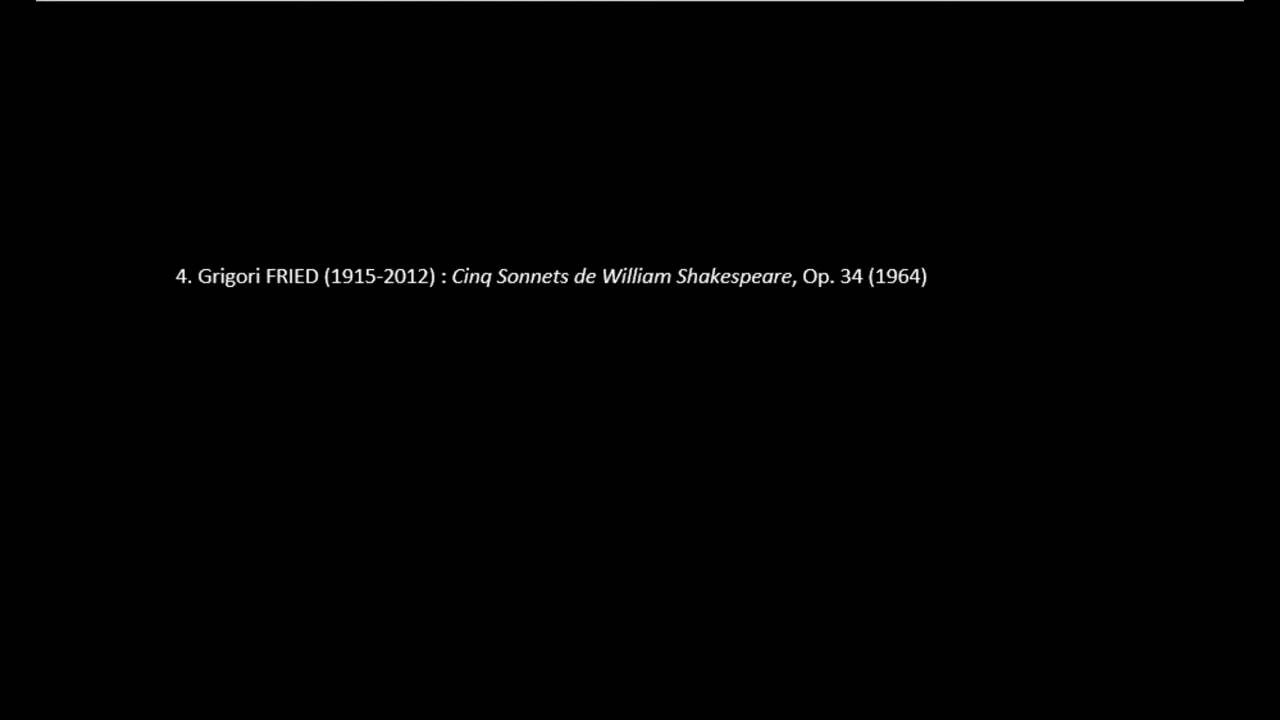 4. Grigori FRIED (1915-2012) : Cinq Sonnets de William Shakespeare, Op. 34 (1964)